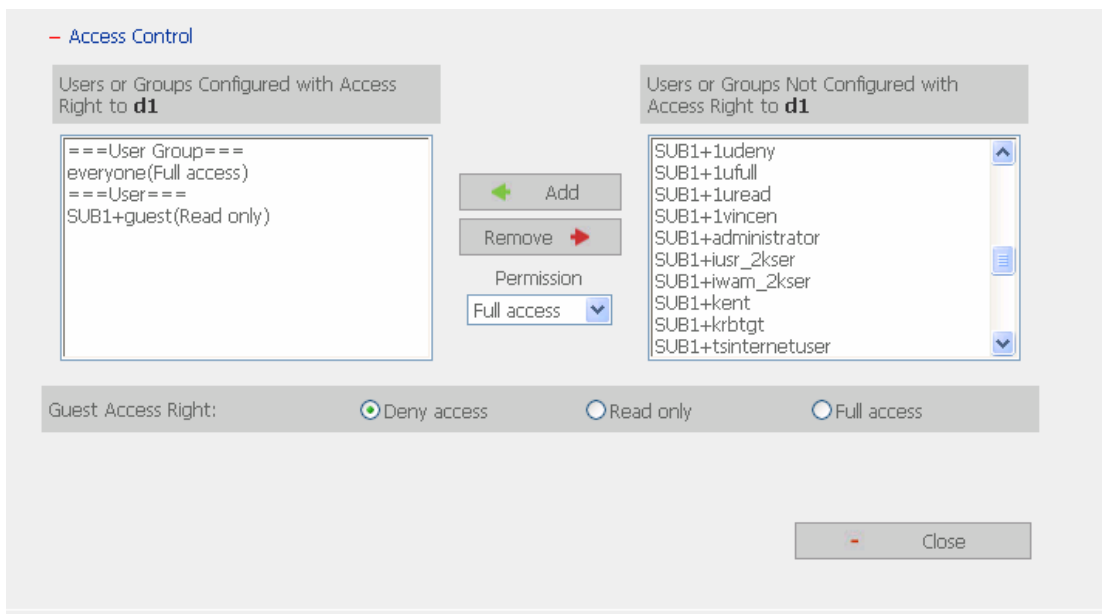 – Access Control
Users or Groups Configured with Access
Right to d1
===User Group===
everyone(Full access)
===User===
SUB1+guest(Read only)
Add
Remove
Permission
Full access
Users or Groups Not Configured with
Access Right to d1
SUB1+1udeny
SUB1+1ufull
SUB1+1uread
SUB1+1vincen
SUB1+administrator
SUB1+iusr_2kser
SUB1+iwam_2kser
SUB1+kent
SUB1+krbtgt
SUB1+tsinternetuser
Guest Access Right: Deny access Read only Full access
- Close